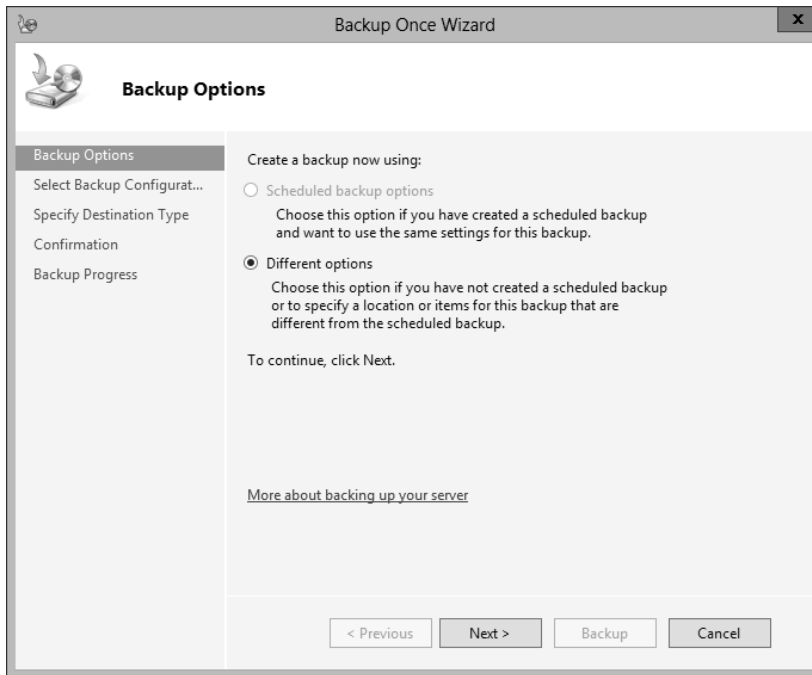 Backup Once Wizard
x
Backup Options
Backup Options
Select Backup Configurat...
Specify Destination Type
Confirmation
Backup Progress
Create a backup now using:
Scheduled backup options
Choose this option if you have created a scheduled backup
and want to use the same settings for this backup.
Different options
Choose this option if you have not created a scheduled backup
or to specify a location or items for this backup that are
different from the scheduled backup.
To continue, click Next.
More about backing up your server
< Previous
Next >
Backup
Cancel